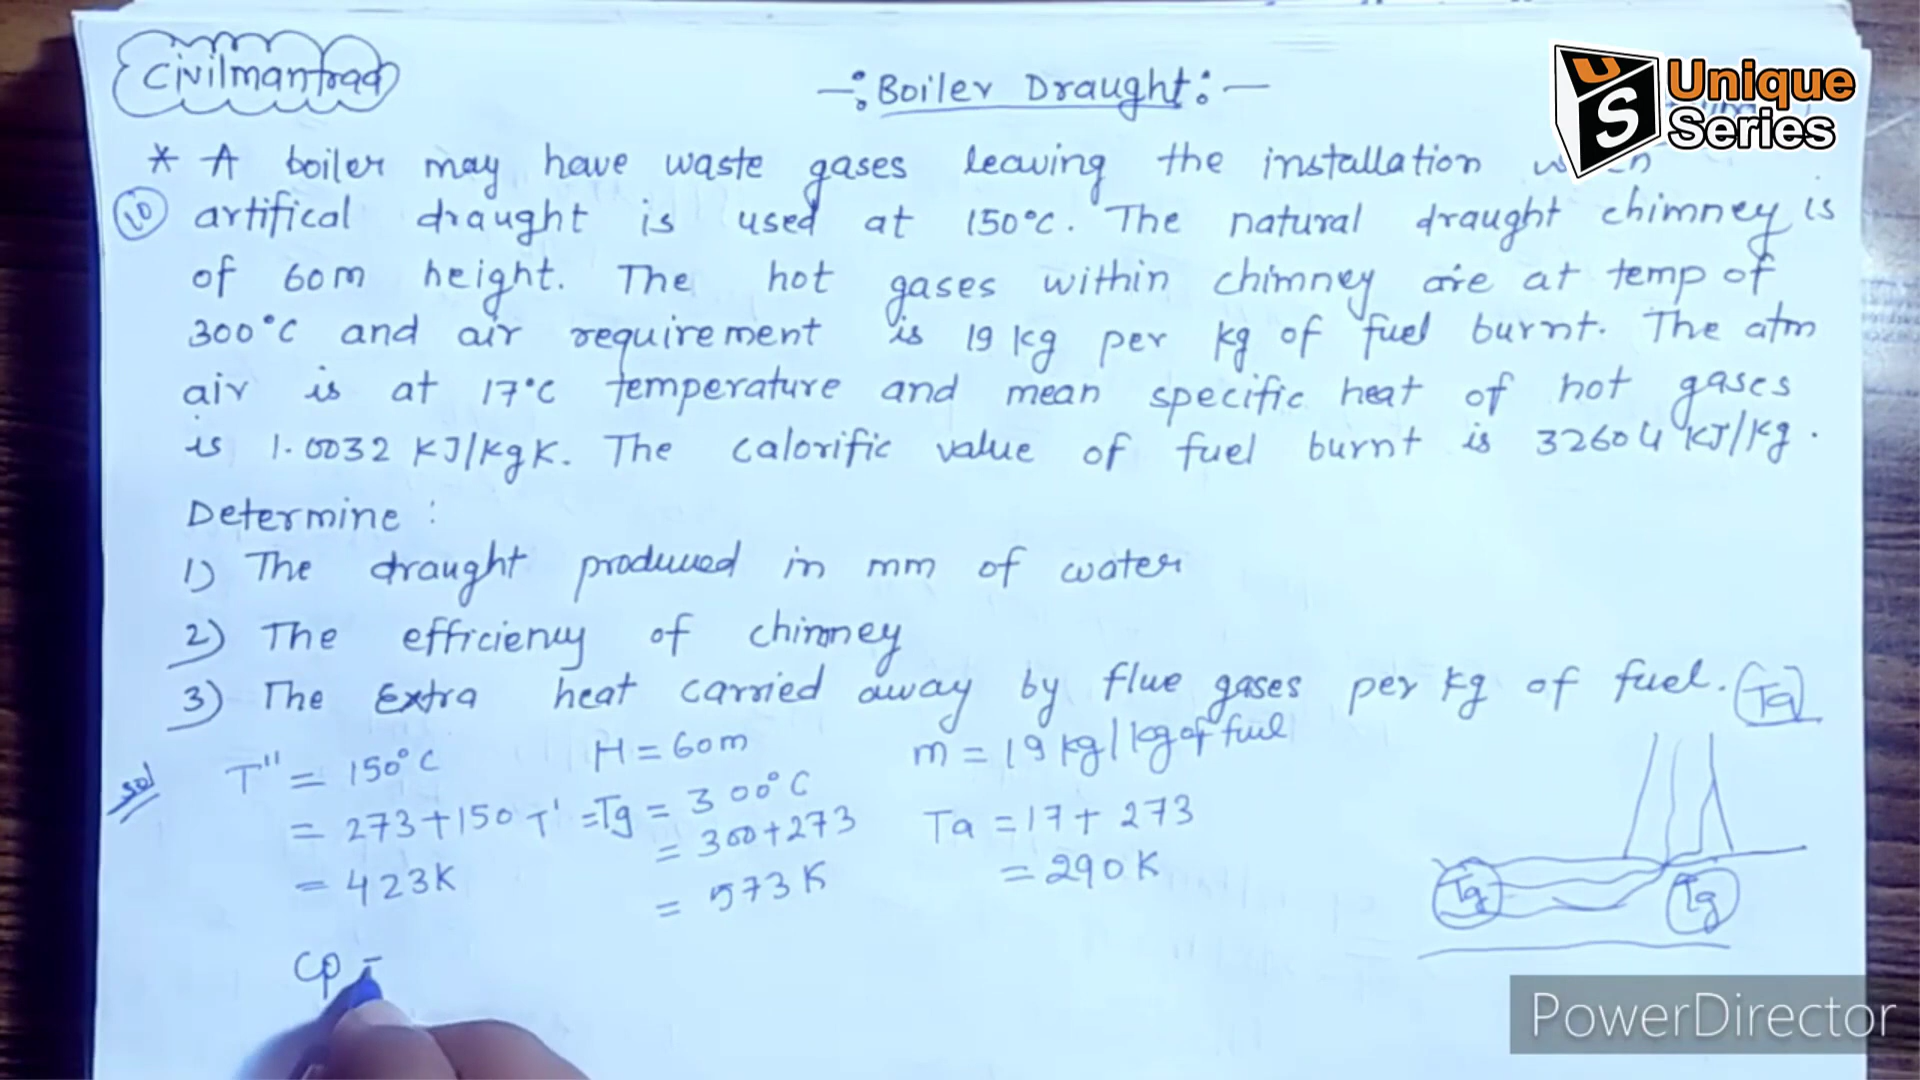 Civilmantraa
—: Boiler Draught :—
US Unique Series
* A boiler may have waste gases leaving the installation
10 artifical draught is used at 150°C. The natural draught chimney is
of 60m height. The hot gases within chimney are at temp of
300°C and air requirement is 19 kg per kg of fuel burnt. The atm
air is at 17°C temperature and mean specific heat of hot gases
is 1.0032 KJ/kgK. The calorific value of fuel burnt is 32604 KJ/kg.
Determine :
1) The draught produced in mm of water
2) The efficiency of chimney
3) The Extra heat carried away by flue gases per kg of fuel. Ta
Sol T" = 150°C H = 60m m = 19 kg/kg of fuel
= 273+150 T' = Tg = 300°C Ta = 17+ 273
= 423K = 300+273 = 290K
= 573K
Tg Tg
Cp =
PowerDirector